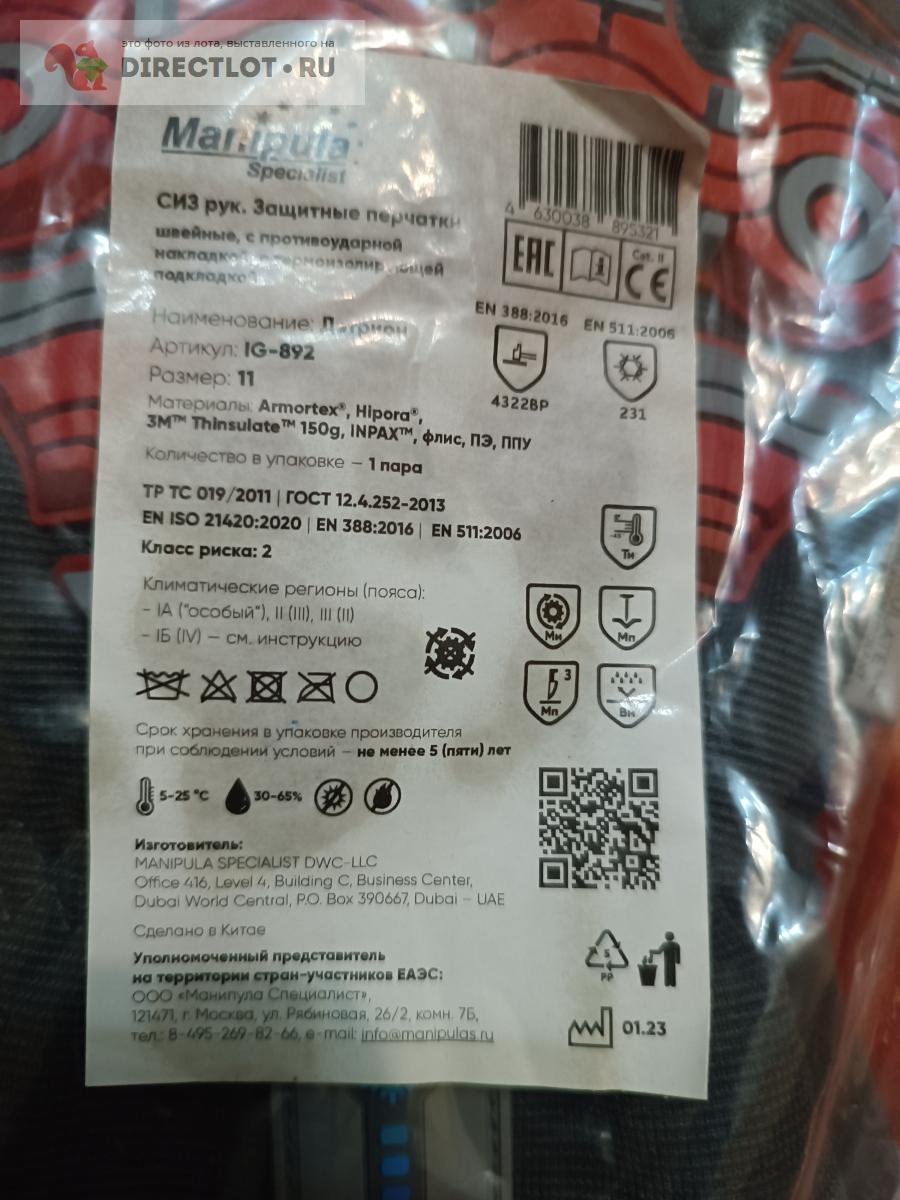 это фото из лота, выставленного на
DIRECTLOT•RU
Manipula
Specialist
СИЗ рук. Защитные перчатки
швейные, с противоударной
накладкой
подкладкой
4 630038 895321
EAC
Cat. II
CE
Наименование:
Артикул: IG-892
Размер: 11
Материалы: Armortex®, Hipora®,
3M™ Thinsulate™ 150g, INPAX™, флис, ПЭ, ППУ
Количество в упаковке – 1 пара
EN 388:2016
4322BP
EN 511:2006
231
ТР ТС 019/2011 | ГОСТ 12.4.252-2013
EN ISO 21420:2020 | EN 388:2016 | EN 511:2006
Класс риска: 2
Климатические регионы (пояса):
– IА ("особый"), II (III), III (II)
– IБ (IV) – см. инструкцию
Тн
Ми
Мп
3
Мп
Вн
Срок хранения в упаковке производителя
при соблюдении условий – не менее 5 (пяти) лет
5-25 °C
30-65%
Изготовитель:
MANIPULA SPECIALIST DWC-LLC
Office 416, Level 4, Building C, Business Center,
Dubai World Central, P.O. Box 390667, Dubai – UAE
Сделано в Китае
Уполномоченный представитель
на территории стран-участников ЕАЭС:
ООО «Манипула Специалист»,
121471, г. Москва, ул. Рябиновая, 26/2, комн. 7Б,
тел.: 8-495-269-82-66, e-mail: info@manipulas.ru
5
PP
01.23